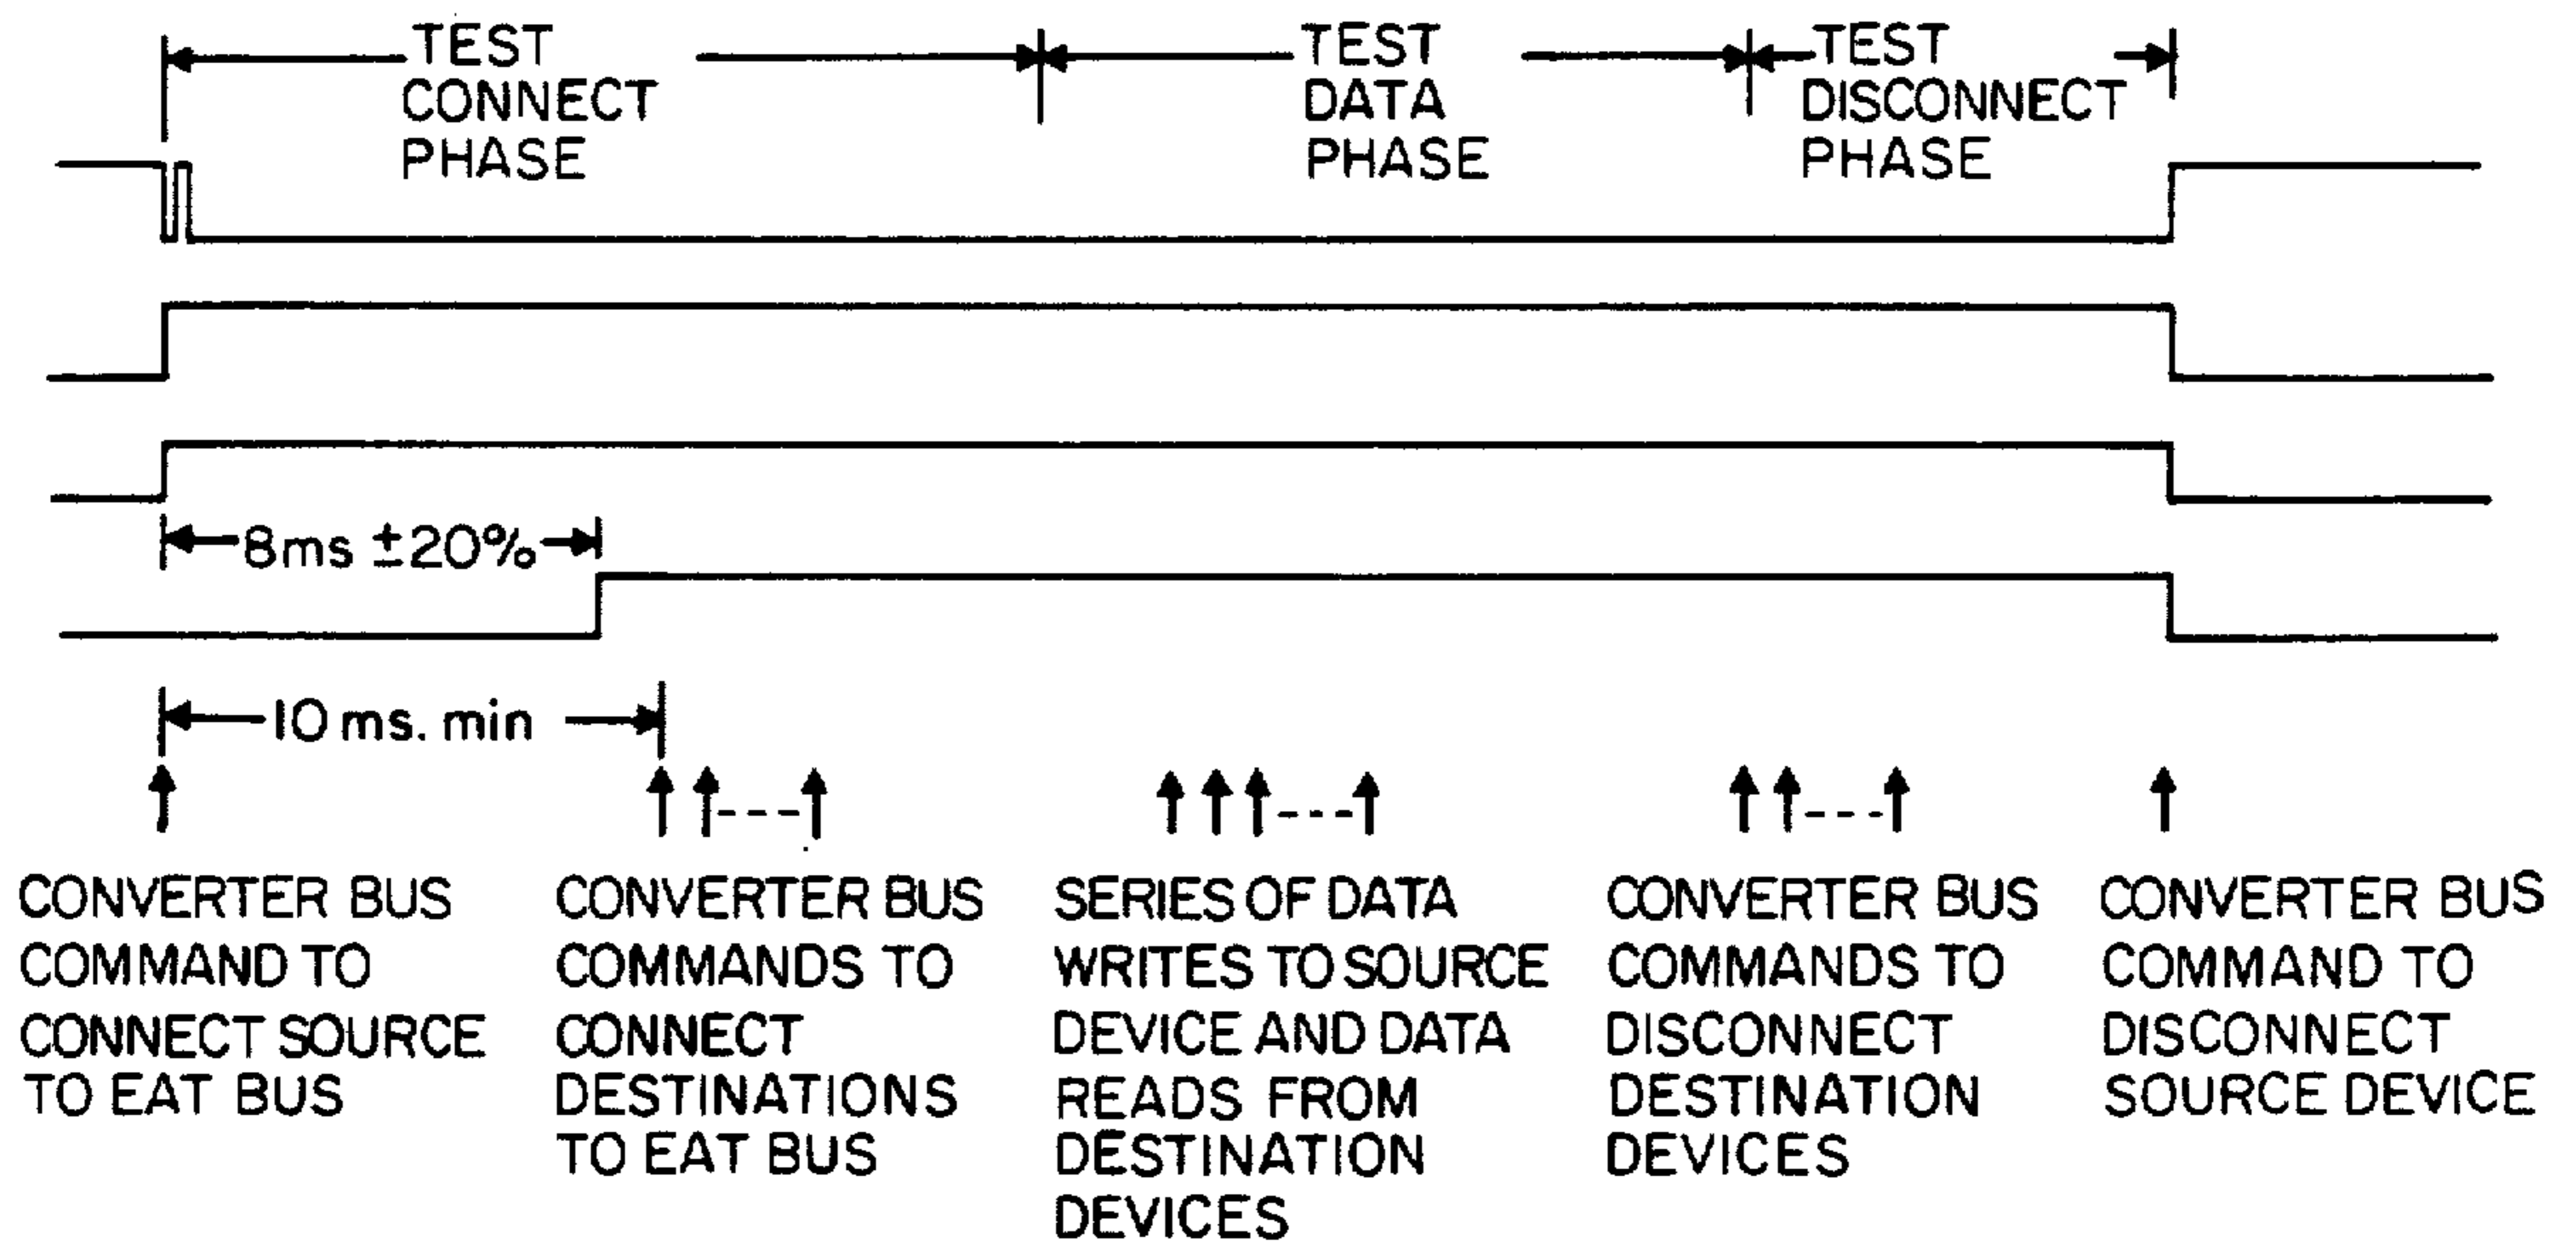 TEST
CONNECT
PHASE
TEST
DATA
PHASE
TEST
DISCONNECT
PHASE
8ms ±20%
10 ms. min
CONVERTER BUS
COMMAND TO
CONNECT SOURCE
TO EAT BUS
CONVERTER BUS
COMMANDS TO
CONNECT
DESTINATIONS
TO EAT BUS
SERIES OF DATA
WRITES TO SOURCE
DEVICE AND DATA
READS FROM
DESTINATION
DEVICES
CONVERTER BUS
COMMANDS TO
DISCONNECT
DESTINATION
DEVICES
CONVERTER BUS
COMMAND TO
DISCONNECT
SOURCE DEVICE